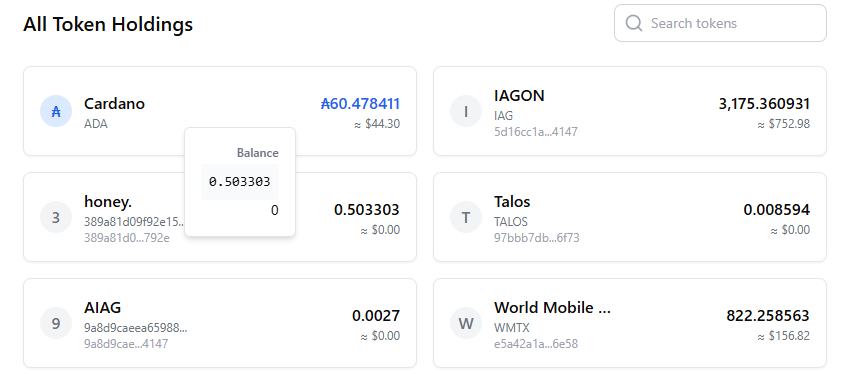 All Token Holdings
Search tokens
₳
Cardano
ADA
₳60.478411
≈ $44.30
I
IAGON
IAG
5d16cc1a...4147
3,175.360931
≈ $752.98
Balance
0.503303
0
3
honey.
389a81d09f92e15...
389a81d0...792e
0.503303
≈ $0.00
T
Talos
TALOS
97bbb7db...6f73
0.008594
≈ $0.00
9
AIAG
9a8d9caeea65988...
9a8d9cae...4147
0.0027
≈ $0.00
W
World Mobile ...
WMTX
e5a42a1a...6e58
822.258563
≈ $156.82